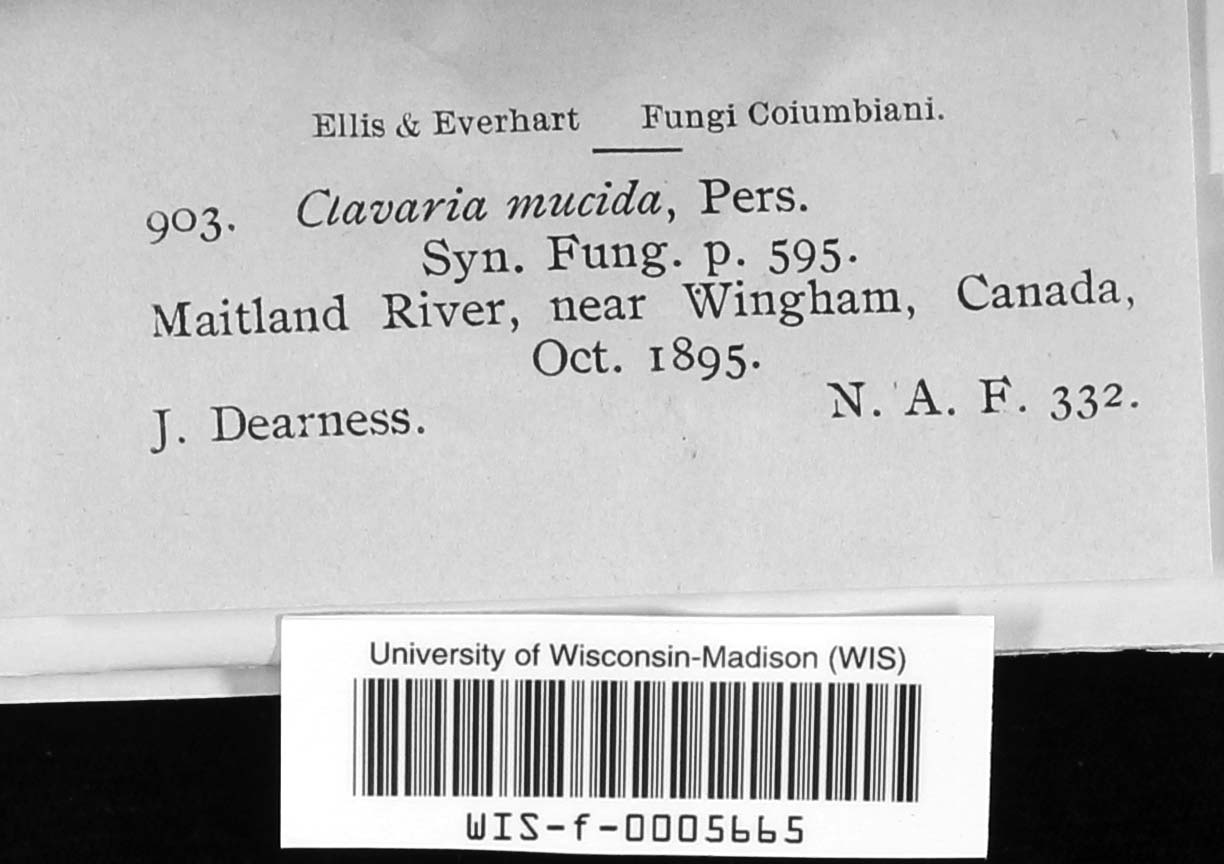 Ellis & Everhart Fungi Coiumbiani.
903. Clavaria mucida, Pers.
Syn. Fung. p. 595.
Maitland River, near Wingham, Canada,
Oct. 1895.
J. Dearness. N. A. F. 332.
University of Wisconsin-Madison (WIS)
WIS-f-0005665